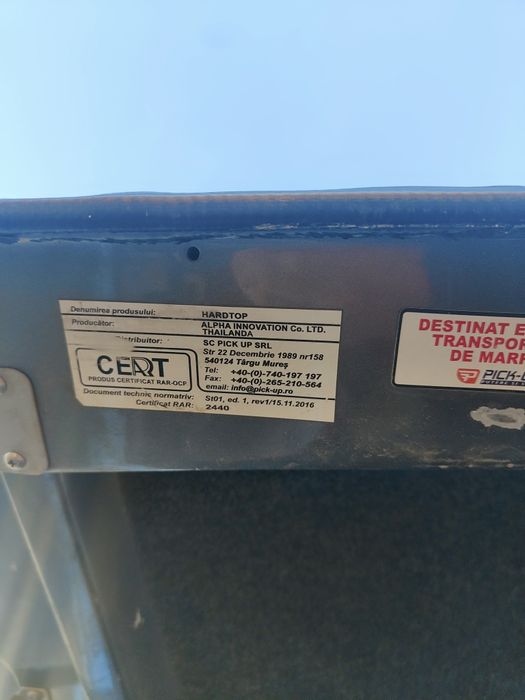 Denumirea produsului: HARDTOP
Producător: ALPHA INNOVATION Co. LTD.
THAILANDA
Distribuitor: SC PICK UP SRL
Str 22 Decembrie 1989 nr158
540124 Târgu Mureș
Tel: +40-(0)-740-197 197
Fax: +40-(0)-265-210-564
email: info@pick-up.ro
CERT
PRODUS CERTIFICAT RAR-OCP
Document technic normativ: St01, ed. 1, rev1/15.11.2016
Certificat RAR: 2440
DESTINAT E
TRANSPOR
DE MARF
PICK-U